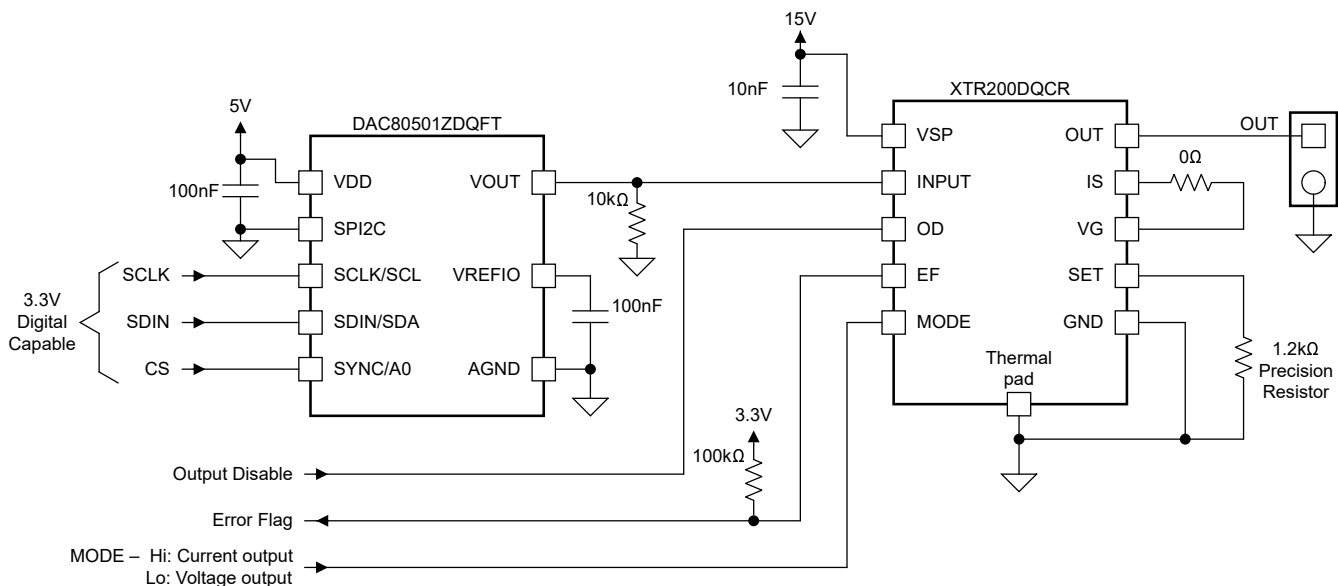 15V
10nF
XTR200DQCR
5V
DAC80501ZDQFT
VSP
OUT
OUT
0Ω
100nF
VDD
VOUT
10kΩ
INPUT
IS
SPI2C
OD
VG
3.3V
Digital
Capable
SCLK
SCLK/SCL
VREFIO
100nF
EF
SET
SDIN
SDIN/SDA
MODE
GND
CS
SYNC/A0
AGND
Thermal
pad
1.2kΩ
Precision
Resistor
3.3V
100kΩ
Output Disable
Error Flag
MODE – Hi: Current output
Lo: Voltage output